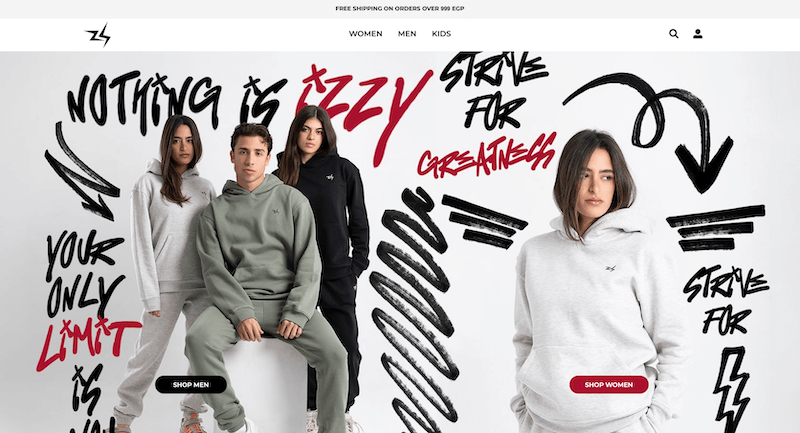 FREE SHIPPING ON ORDERS OVER 999 EGP
ZS
WOMEN MEN KIDS
NOTHING IS IZZY
STRIVE
FOR
GREATNESS
YOUR
ONLY
LIMIT
IS
STRIVE
FOR
SHOP MEN
SHOP WOMEN